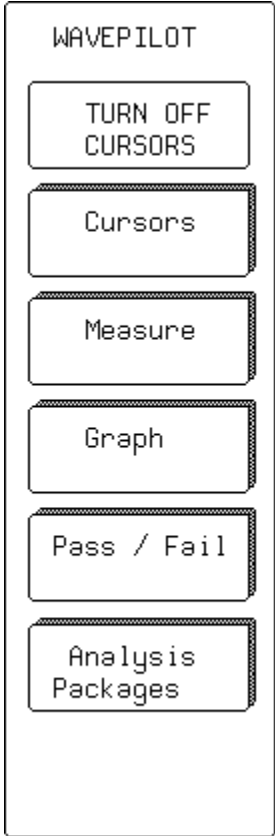 WAVEPILOT
TURN OFF
CURSORS
Cursors
Measure
Graph
Pass / Fail
Analysis
Packages